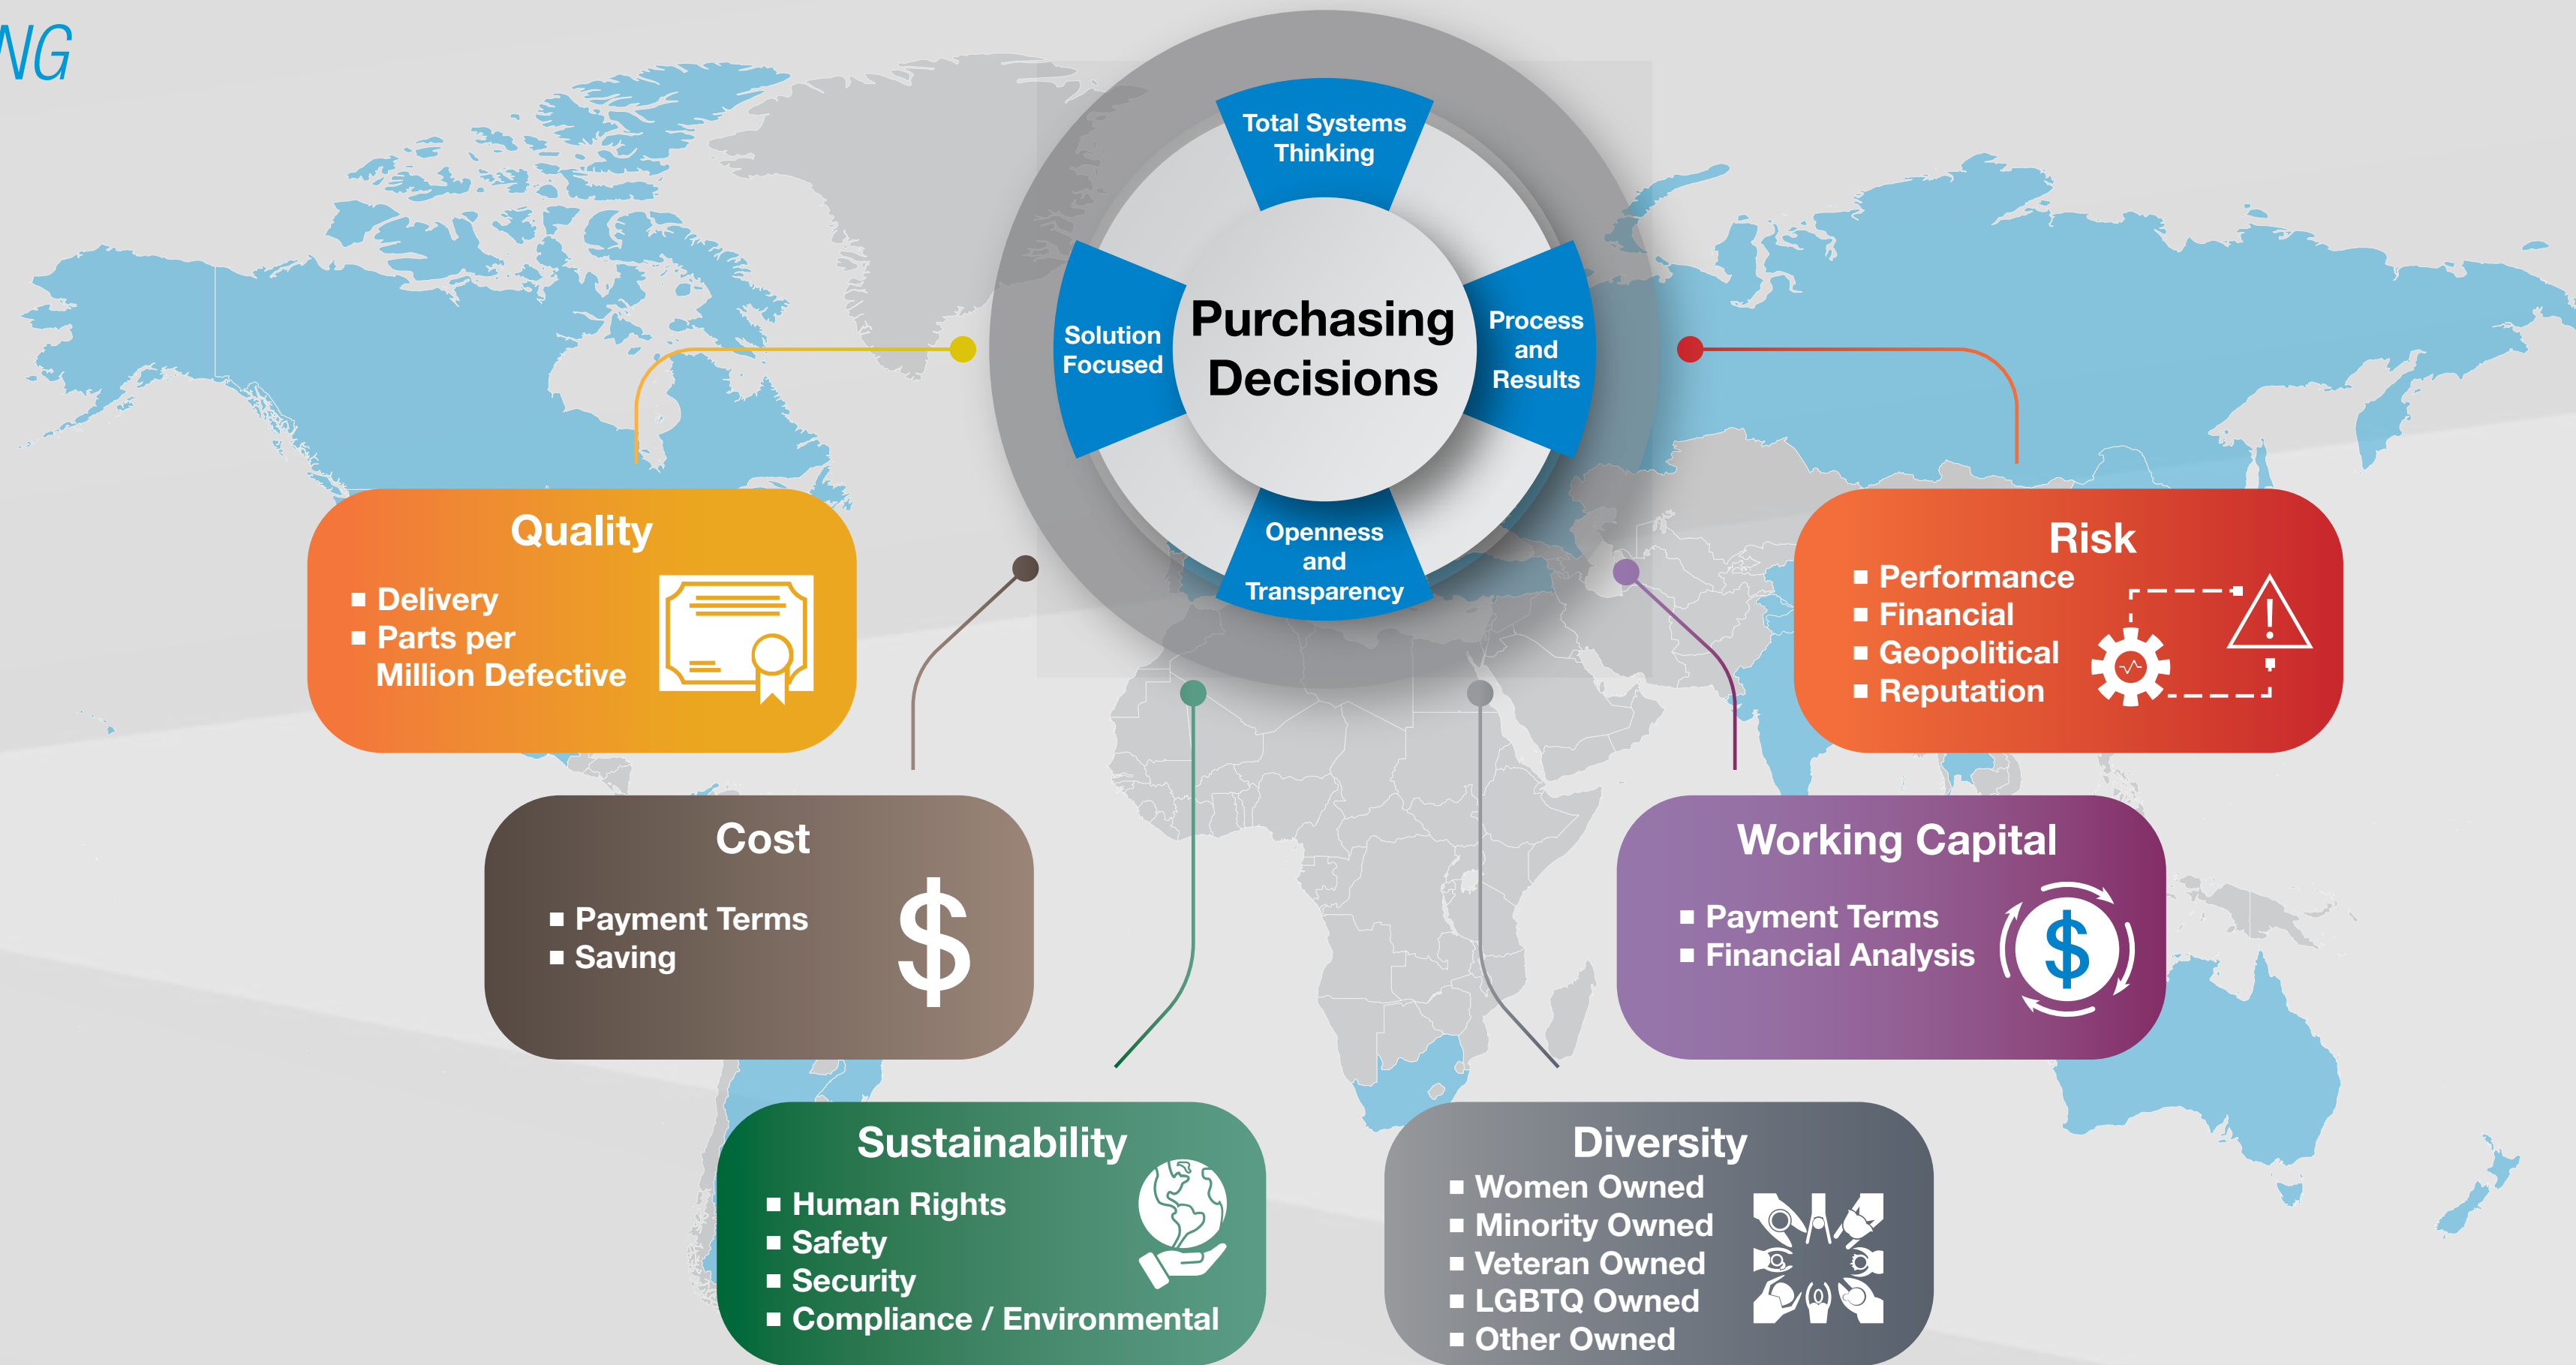 NG
Total Systems
Thinking
Solution
Focused
Purchasing
Decisions
Process
and
Results
Openness
and
Transparency
Quality
■ Delivery
■ Parts per
Million Defective
Risk
■ Performance
■ Financial
■ Geopolitical
■ Reputation
Cost
■ Payment Terms
■ Saving
$
Working Capital
■ Payment Terms
■ Financial Analysis
$
Sustainability
■ Human Rights
■ Safety
■ Security
■ Compliance / Environmental
Diversity
■ Women Owned
■ Minority Owned
■ Veteran Owned
■ LGBTQ Owned
■ Other Owned